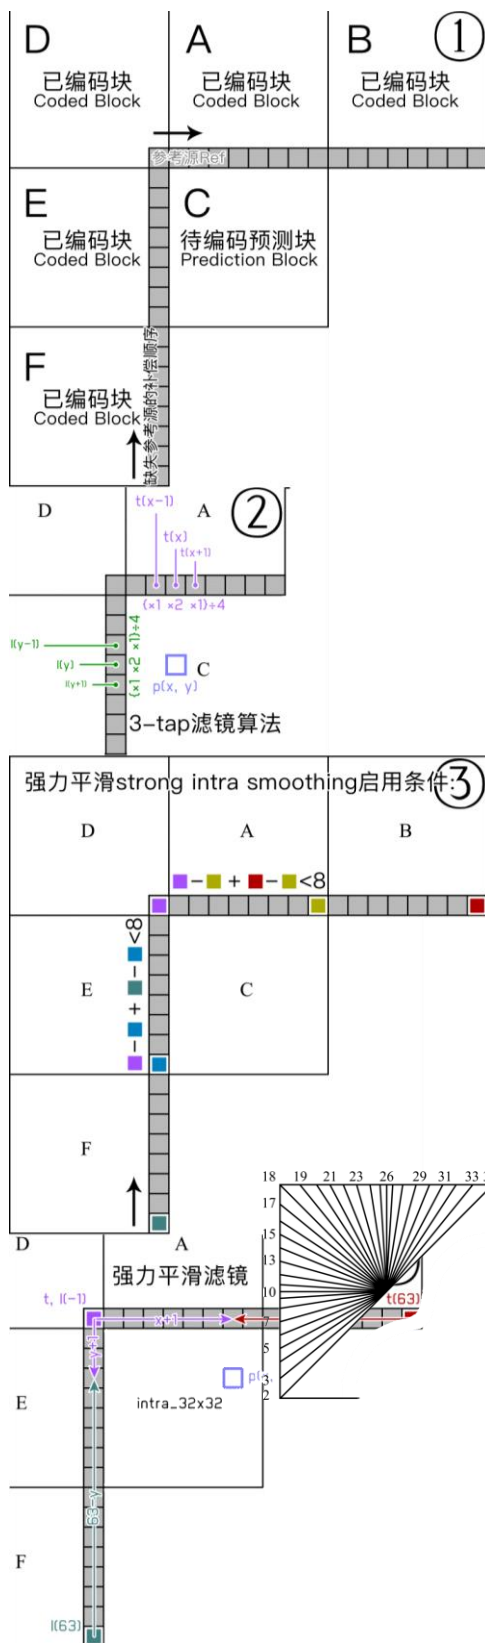 D
A
B
①
已编码块
Coded Block
已编码块
Coded Block
已编码块
Coded Block
参考源Ref
E
C
已编码块
Coded Block
待编码预测块
Prediction Block
F
已编码块
Coded Block
缺失参考源的补偿顺序
D
A
②
t(x-1)
t(x)
t(x+1)
(×1 ×2 ×1)÷4
l(y-1)
l(y)
l(y+1)
(×1 ×2 ×1)÷4
C
p(x, y)
3-tap滤镜算法
强力平滑strong intra smoothing启用条件:
③
D
A
B
- + - <8
- + - <8
E
C
F
18 19 21 23 26 29 31 33
17
15
13
10
7
5
3
2
D
A
强力平滑滤镜
t, l(-1)
x+1
t(63)
y+1
p(
E
intra_32x32
63-y
F
l(63)